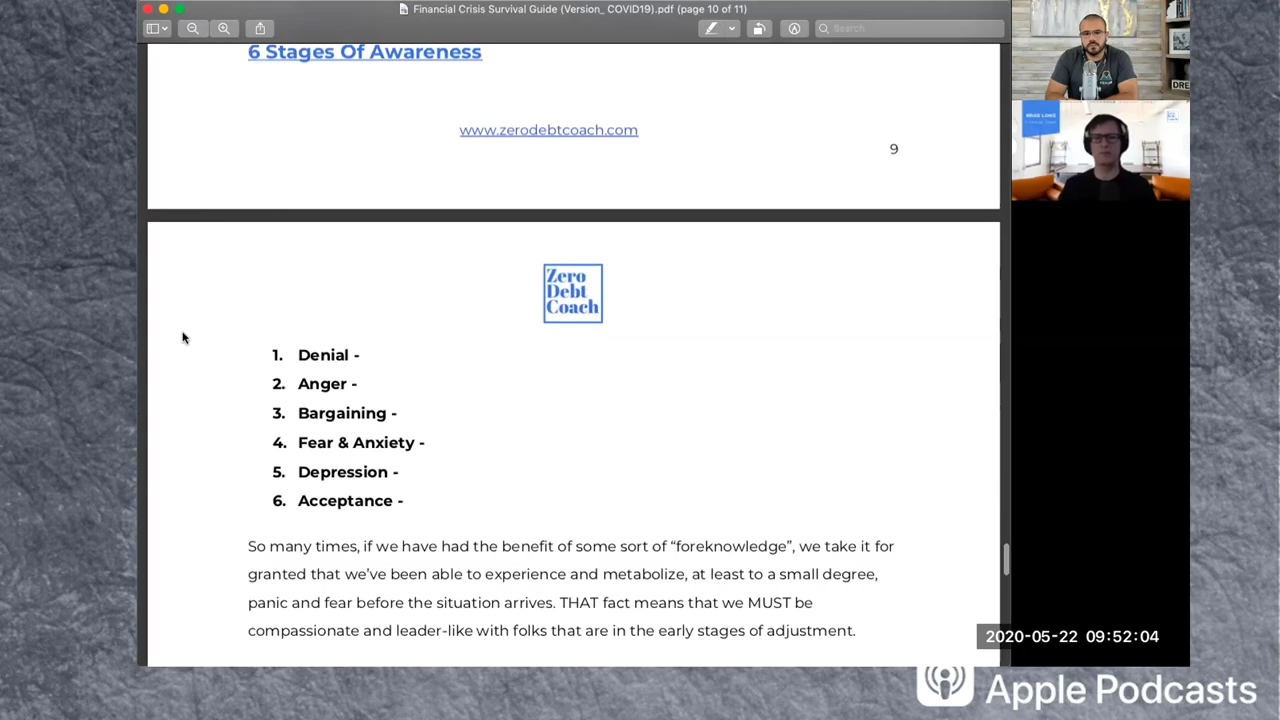 Financial Crisis Survival Guide (Version_ COVID19).pdf (page 10 of 11)
Search
6 Stages Of Awareness
www.zerodebtcoach.com
9
Zero
Debt
Coach
1. Denial -
2. Anger -
3. Bargaining -
4. Fear & Anxiety -
5. Depression -
6. Acceptance -
So many times, if we have had the benefit of some sort of “foreknowledge”, we take it for
granted that we’ve been able to experience and metabolize, at least to a small degree,
panic and fear before the situation arrives. THAT fact means that we MUST be
compassionate and leader-like with folks that are in the early stages of adjustment.
DRE
2020-05-22 09:52:04
Apple Podcasts